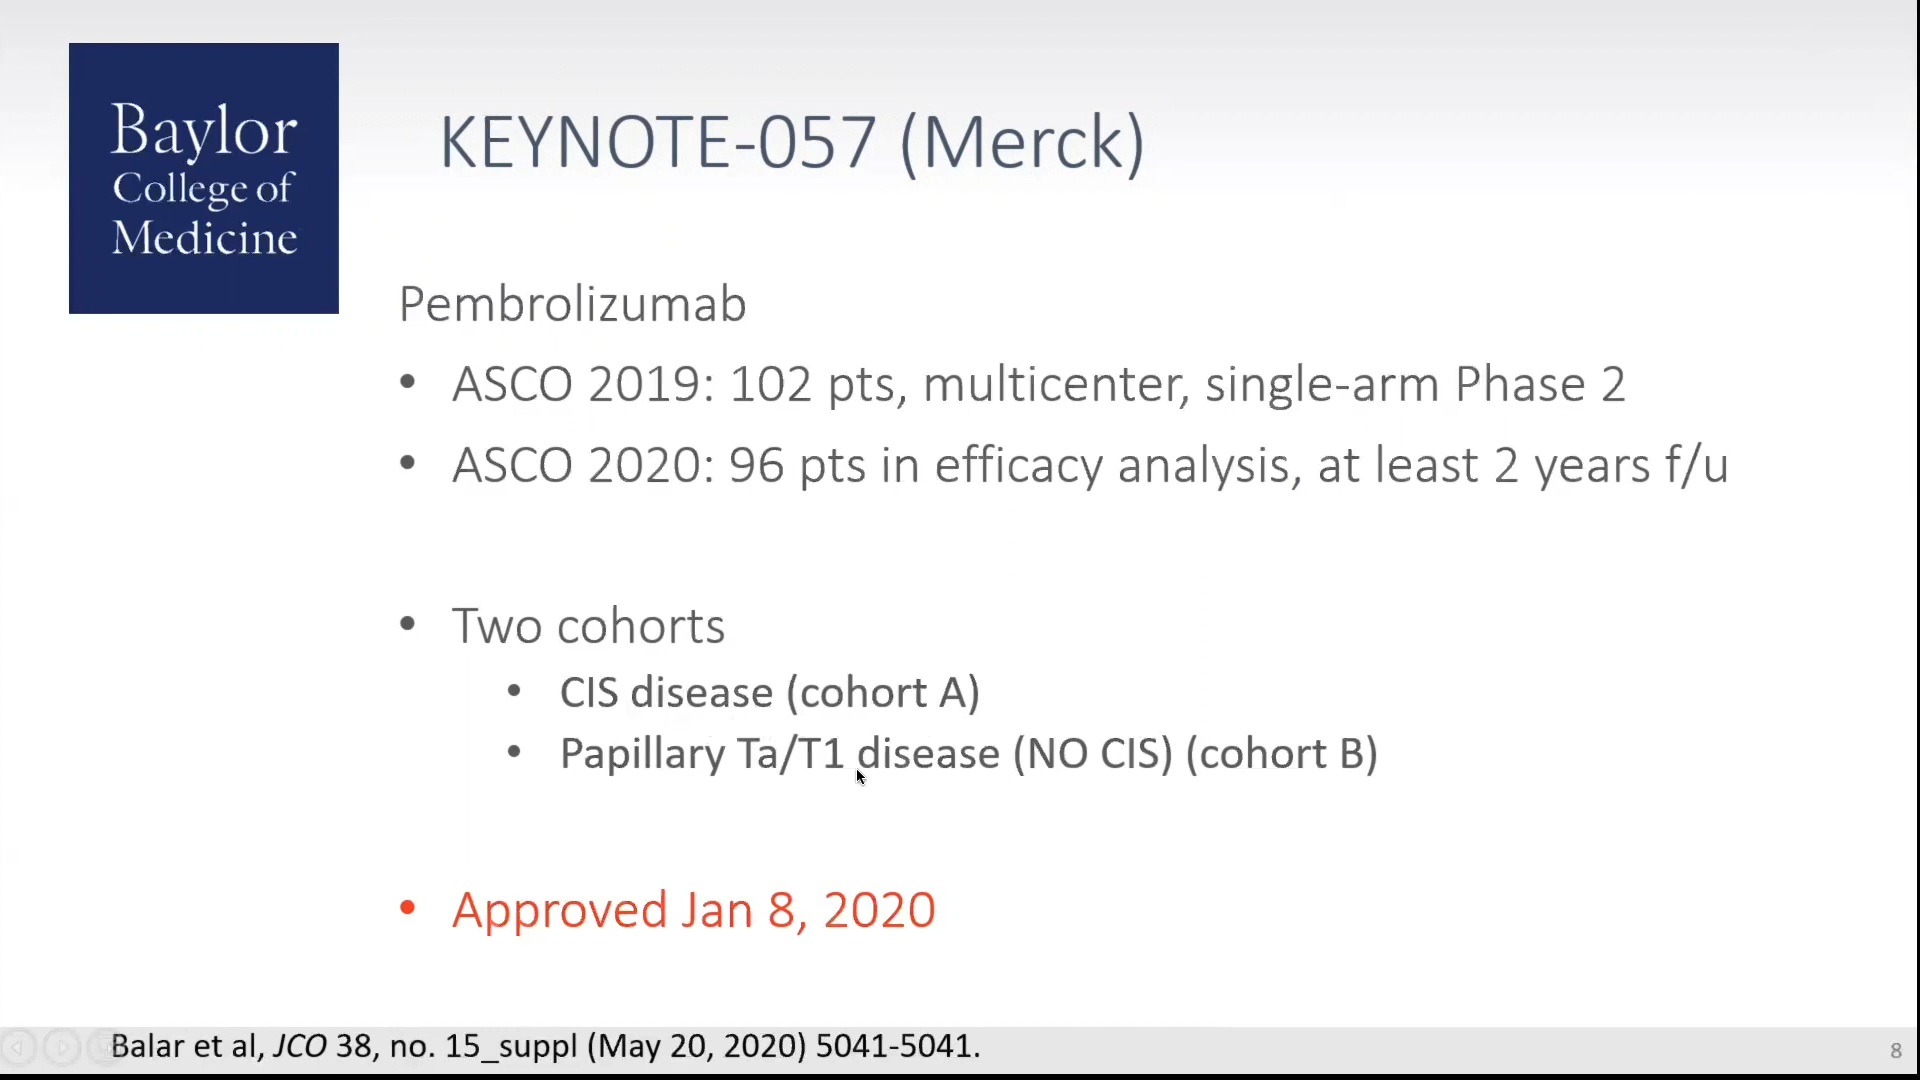 Baylor
College of
Medicine
KEYNOTE-057 (Merck)
Pembrolizumab
• ASCO 2019: 102 pts, multicenter, single-arm Phase 2
• ASCO 2020: 96 pts in efficacy analysis, at least 2 years f/u
• Two cohorts
• CIS disease (cohort A)
• Papillary Ta/T1 disease (NO CIS) (cohort B)
• Approved Jan 8, 2020
Balar et al, JCO 38, no. 15_suppl (May 20, 2020) 5041-5041.
8